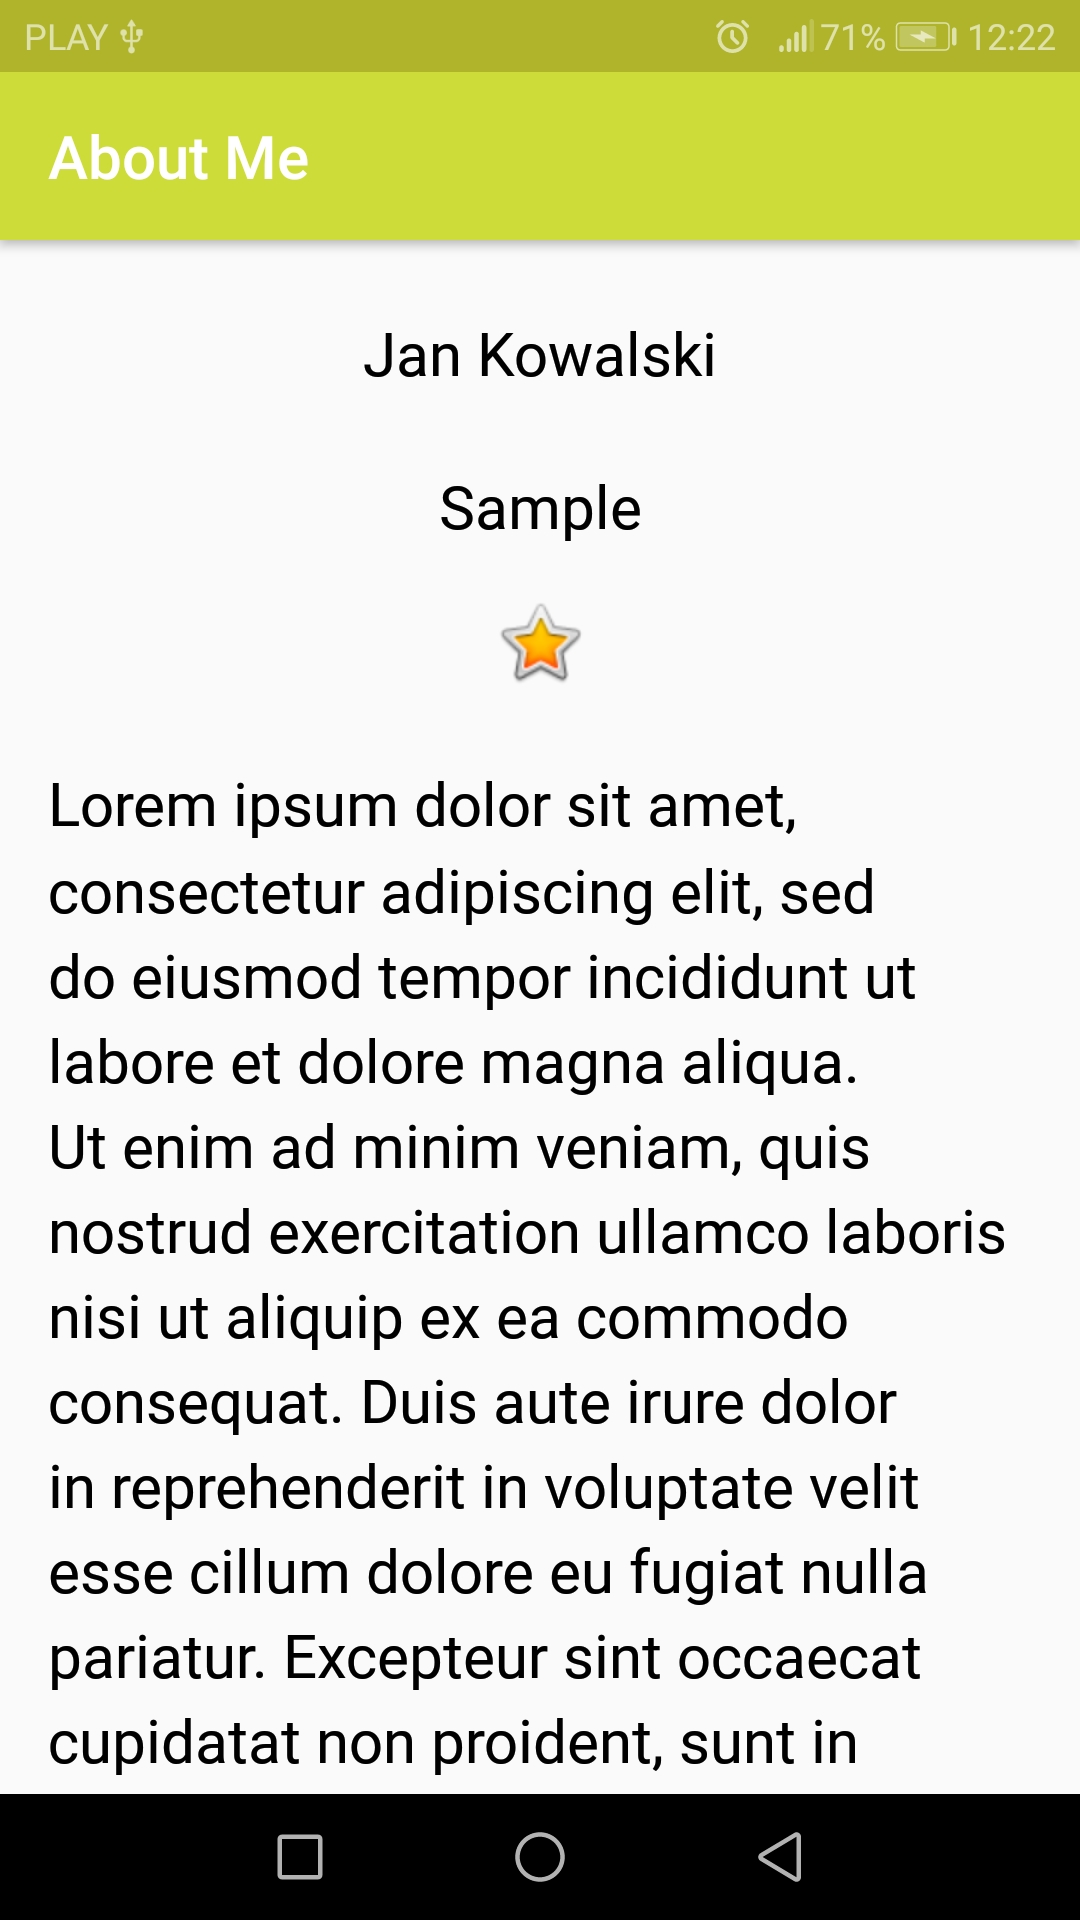 PLAY 71% 12:22
About Me
Jan Kowalski
Sample
Lorem ipsum dolor sit amet,
consectetur adipiscing elit, sed
do eiusmod tempor incididunt ut
labore et dolore magna aliqua.
Ut enim ad minim veniam, quis
nostrud exercitation ullamco laboris
nisi ut aliquip ex ea commodo
consequat. Duis aute irure dolor
in reprehenderit in voluptate velit
esse cillum dolore eu fugiat nulla
pariatur. Excepteur sint occaecat
cupidatat non proident, sunt in